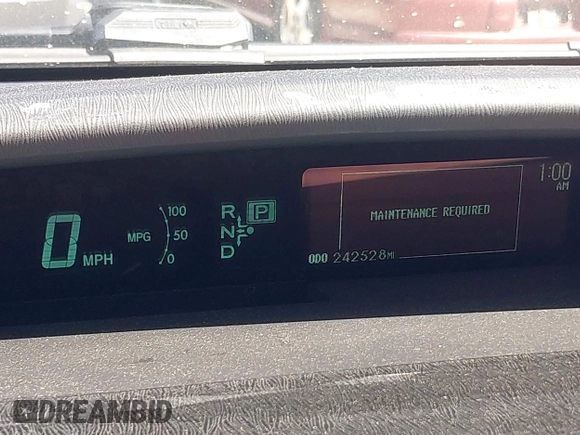 0 MPH
MPG
100
50
0
R
N
D
P
1:00
AM
MAINTENANCE REQUIRED
ODO 242528MI
DREAMBID